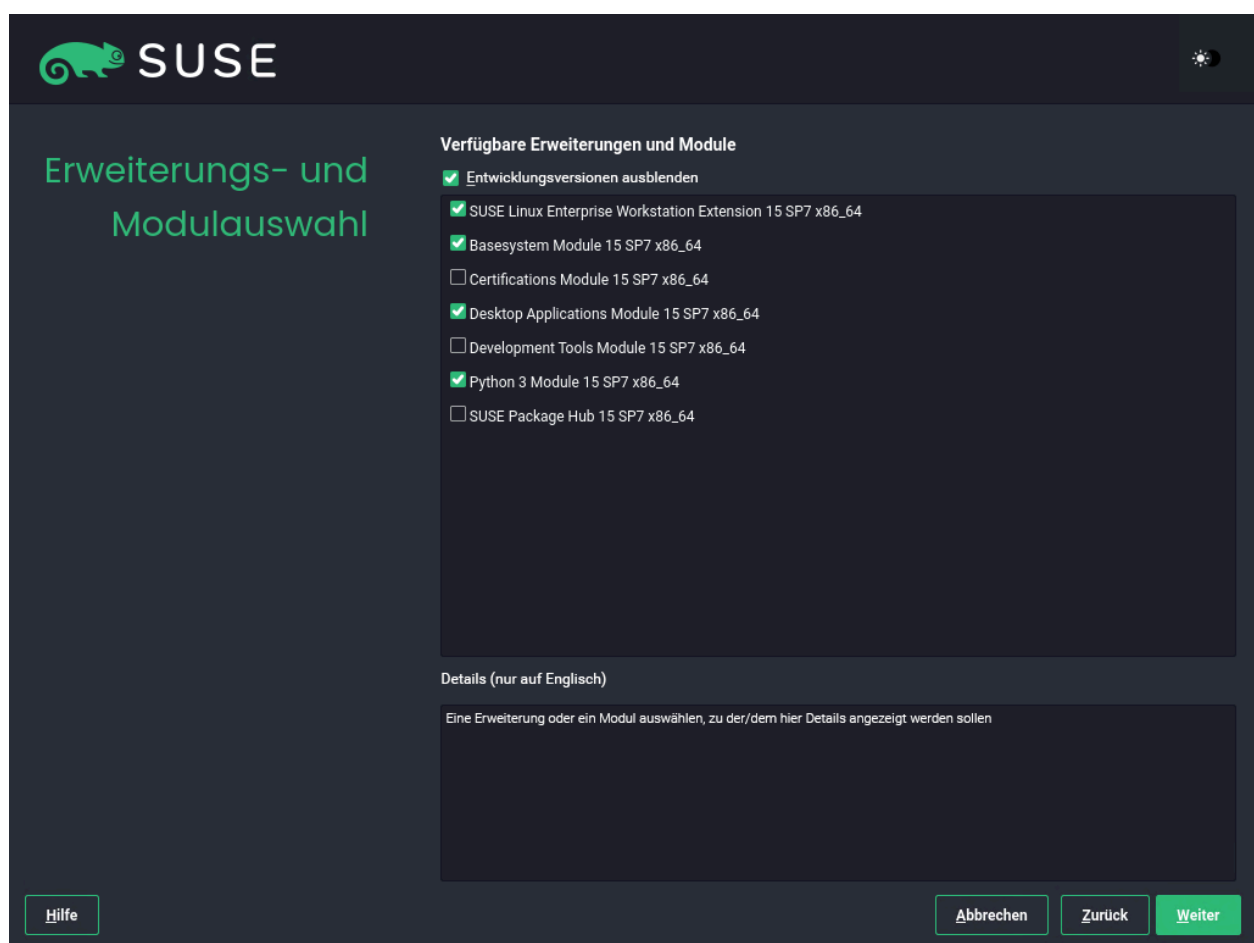 SUSE
Erweiterungs- und
Modulauswahl
Verfügbare Erweiterungen und Module
Entwicklungsversionen ausblenden
SUSE Linux Enterprise Workstation Extension 15 SP7 x86_64
Basesystem Module 15 SP7 x86_64
Certifications Module 15 SP7 x86_64
Desktop Applications Module 15 SP7 x86_64
Development Tools Module 15 SP7 x86_64
Python 3 Module 15 SP7 x86_64
SUSE Package Hub 15 SP7 x86_64
Details (nur auf Englisch)
Eine Erweiterung oder ein Modul auswählen, zu der/dem hier Details angezeigt werden sollen
Hilfe
Abbrechen
Zurück
Weiter